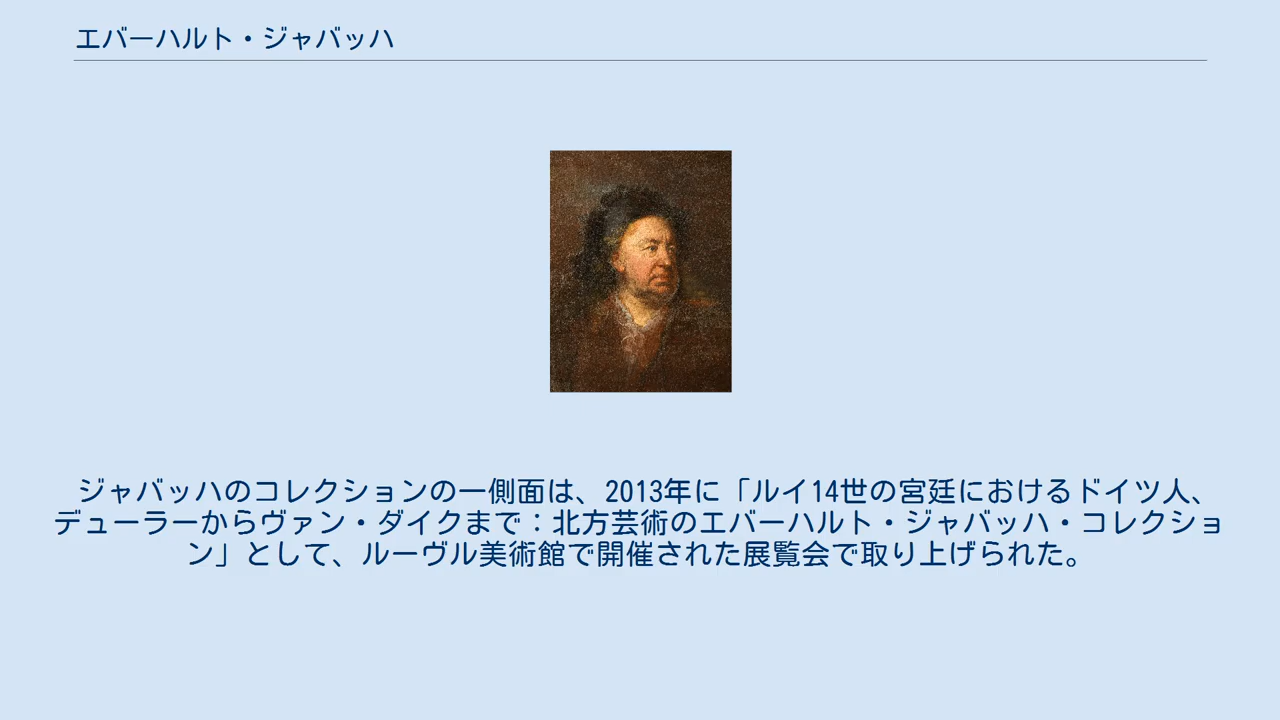 エバーハルト・ジャバッハ
ジャバッハのコレクションの一側面は、2013年に「ルイ14世の宮廷におけるドイツ人、
デューラーからヴァン・ダイクまで：北方芸術のエバーハルト・ジャバッハ・コレクショ
ン」として、ルーヴル美術館で開催された展覧会で取り上げられた。